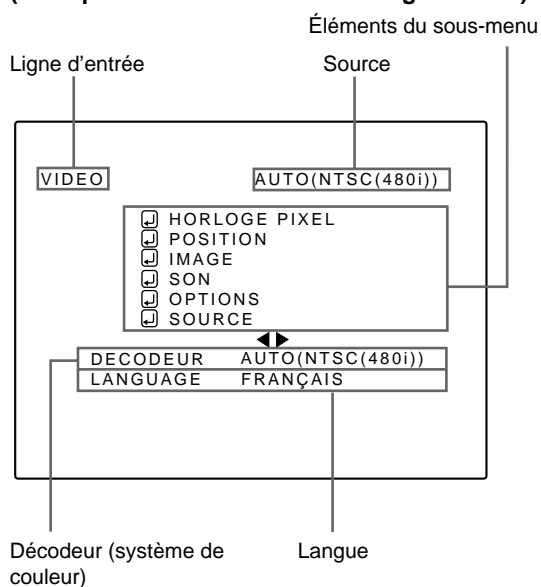 Éléments du sous-menu
Ligne d'entrée
Source
VIDEO
AUTO(NTSC(480i))
HORLOGE PIXEL
POSITION
IMAGE
SON
OPTIONS
SOURCE
DECODEUR AUTO(NTSC(480i))
LANGUAGE FRANÇAIS
Décodeur (système de
couleur)
Langue